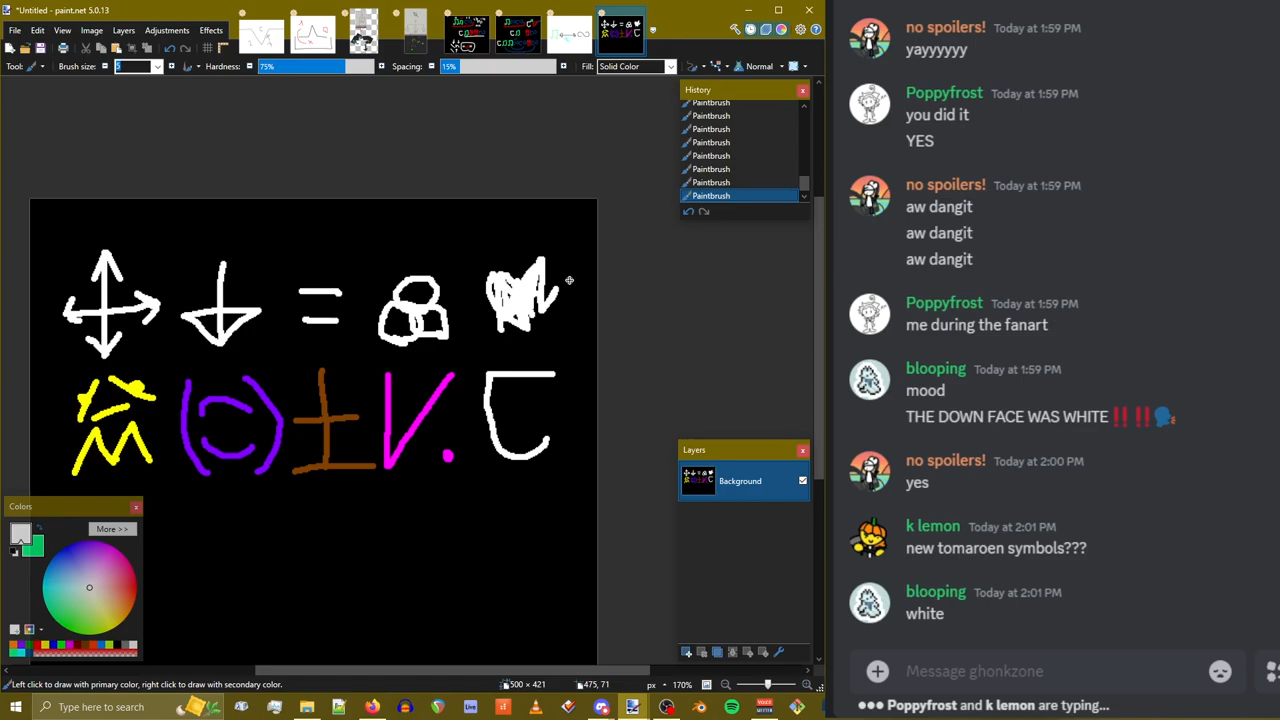 *Untitled - paint.net 5.0.13
File Edit View Image Layers Adjustments Effects
Tool: Brush size: 5 Hardness: 75% Spacing: 15% Fill: Solid Color Normal
History
Paintbrush
Paintbrush
Paintbrush
Paintbrush
Paintbrush
Paintbrush
Paintbrush
Paintbrush
Layers
Background
Colors
More >>
Left click to draw with primary color, right click to draw with secondary color.
500 × 421
475, 71
px
170%
Type here to search
Live
no spoilers! Today at 1:59 PM
yayyyyyy
Poppyfrost Today at 1:59 PM
you did it
YES
no spoilers! Today at 1:59 PM
aw dangit
aw dangit
aw dangit
Poppyfrost Today at 1:59 PM
me during the fanart
blooping Today at 1:59 PM
mood
THE DOWN FACE WAS WHITE ‼️ ‼️🗣️
no spoilers! Today at 2:00 PM
yes
k lemon Today at 2:01 PM
new tomaroen symbols???
blooping Today at 2:01 PM
white
Message ghonkzone
Poppyfrost and k lemon are typing...